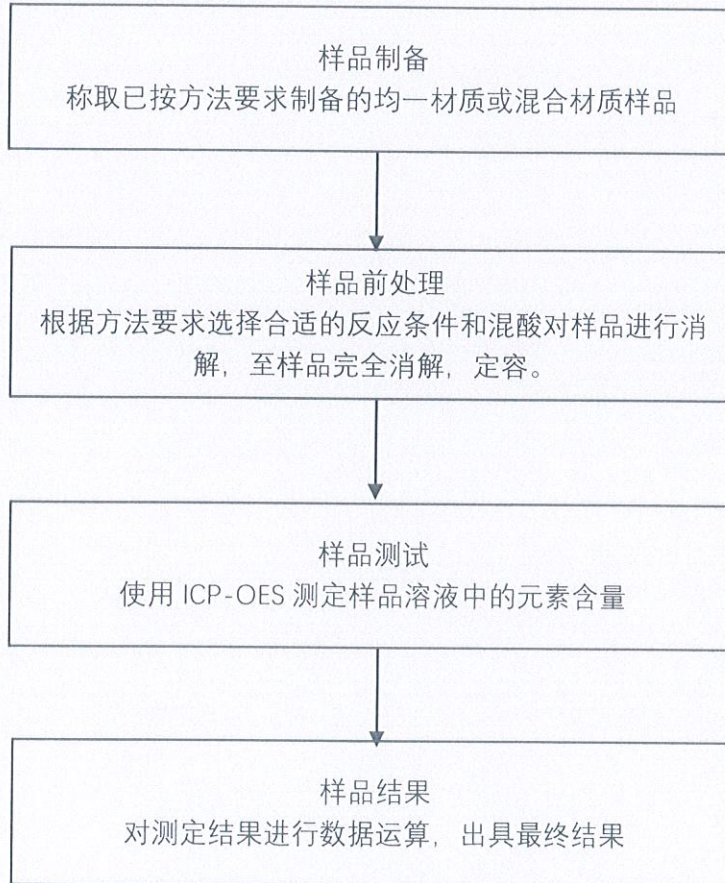 样品制备
称取已按方法要求制备的均一材质或混合材质样品
样品前处理
根据方法要求选择合适的反应条件和混酸对样品进行消
解，至样品完全消解，定容。
样品测试
使用 ICP-OES 测定样品溶液中的元素含量
样品结果
对测定结果进行数据运算，出具最终结果